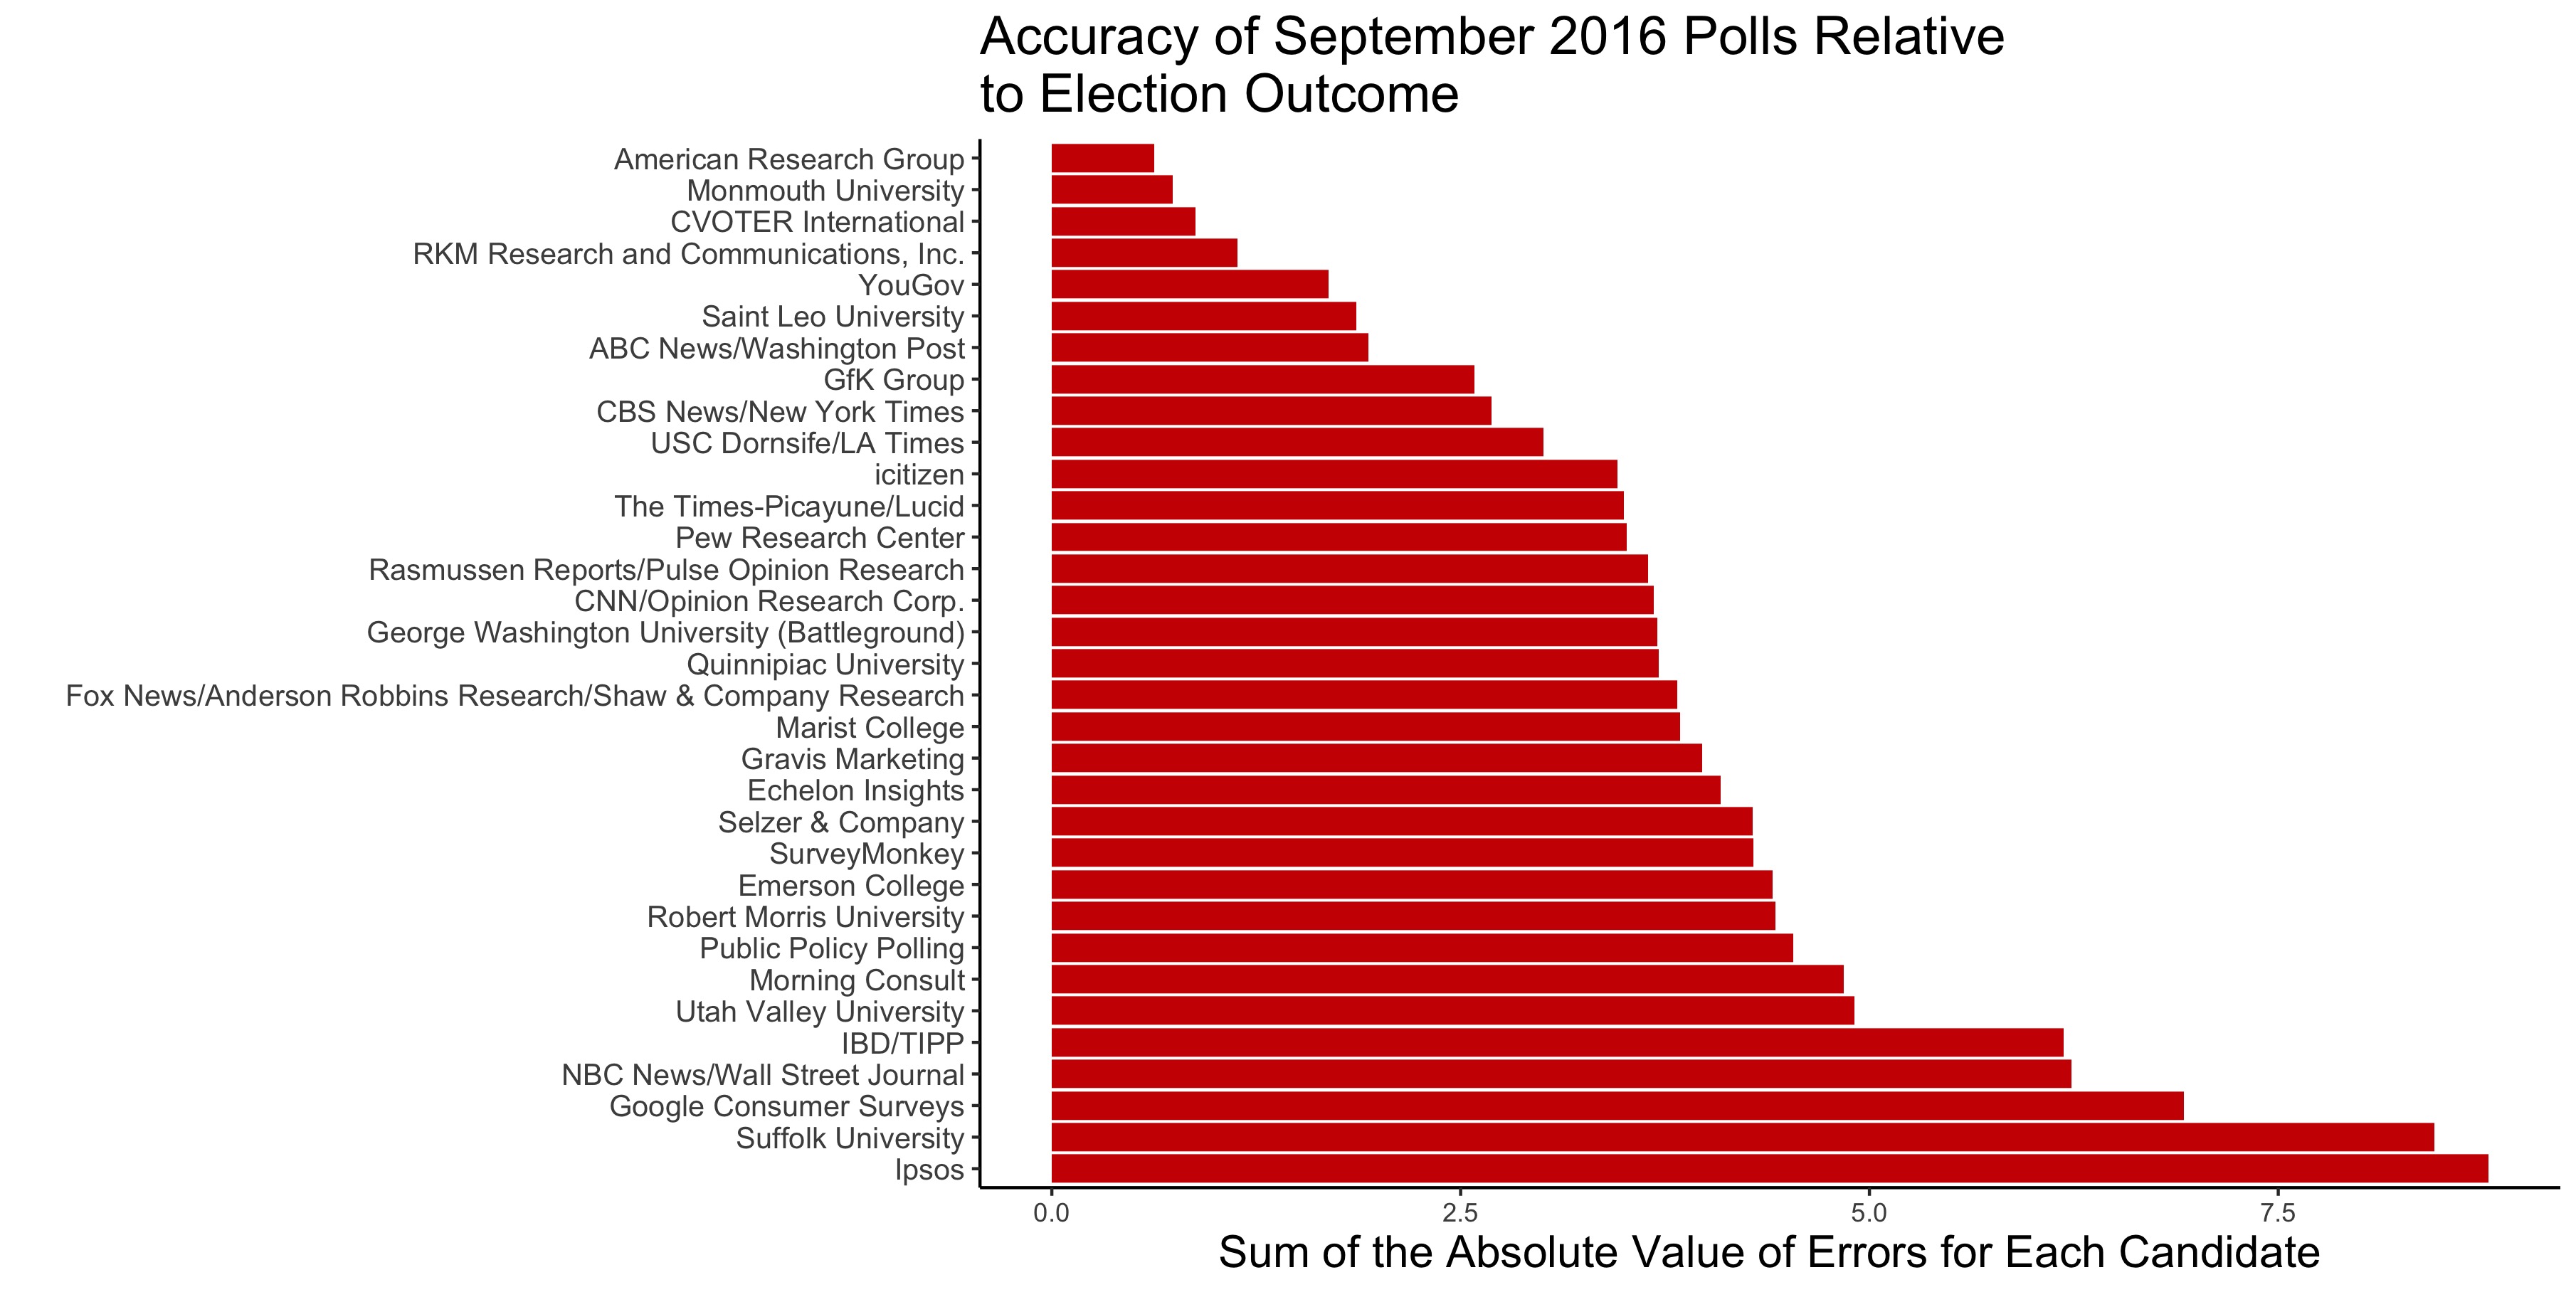 Accuracy of September 2016 Polls Relative
to Election Outcome
American Research Group
Monmouth University
CVOTER International
RKM Research and Communications, Inc.
YouGov
Saint Leo University
ABC News/Washington Post
GfK Group
CBS News/New York Times
USC Dornsife/LA Times
icitizen
The Times-Picayune/Lucid
Pew Research Center
Rasmussen Reports/Pulse Opinion Research
CNN/Opinion Research Corp.
George Washington University (Battleground)
Quinnipiac University
Fox News/Anderson Robbins Research/Shaw & Company Research
Marist College
Gravis Marketing
Echelon Insights
Selzer & Company
SurveyMonkey
Emerson College
Robert Morris University
Public Policy Polling
Morning Consult
Utah Valley University
IBD/TIPP
NBC News/Wall Street Journal
Google Consumer Surveys
Suffolk University
Ipsos
0.0 2.5 5.0 7.5
Sum of the Absolute Value of Errors for Each Candidate